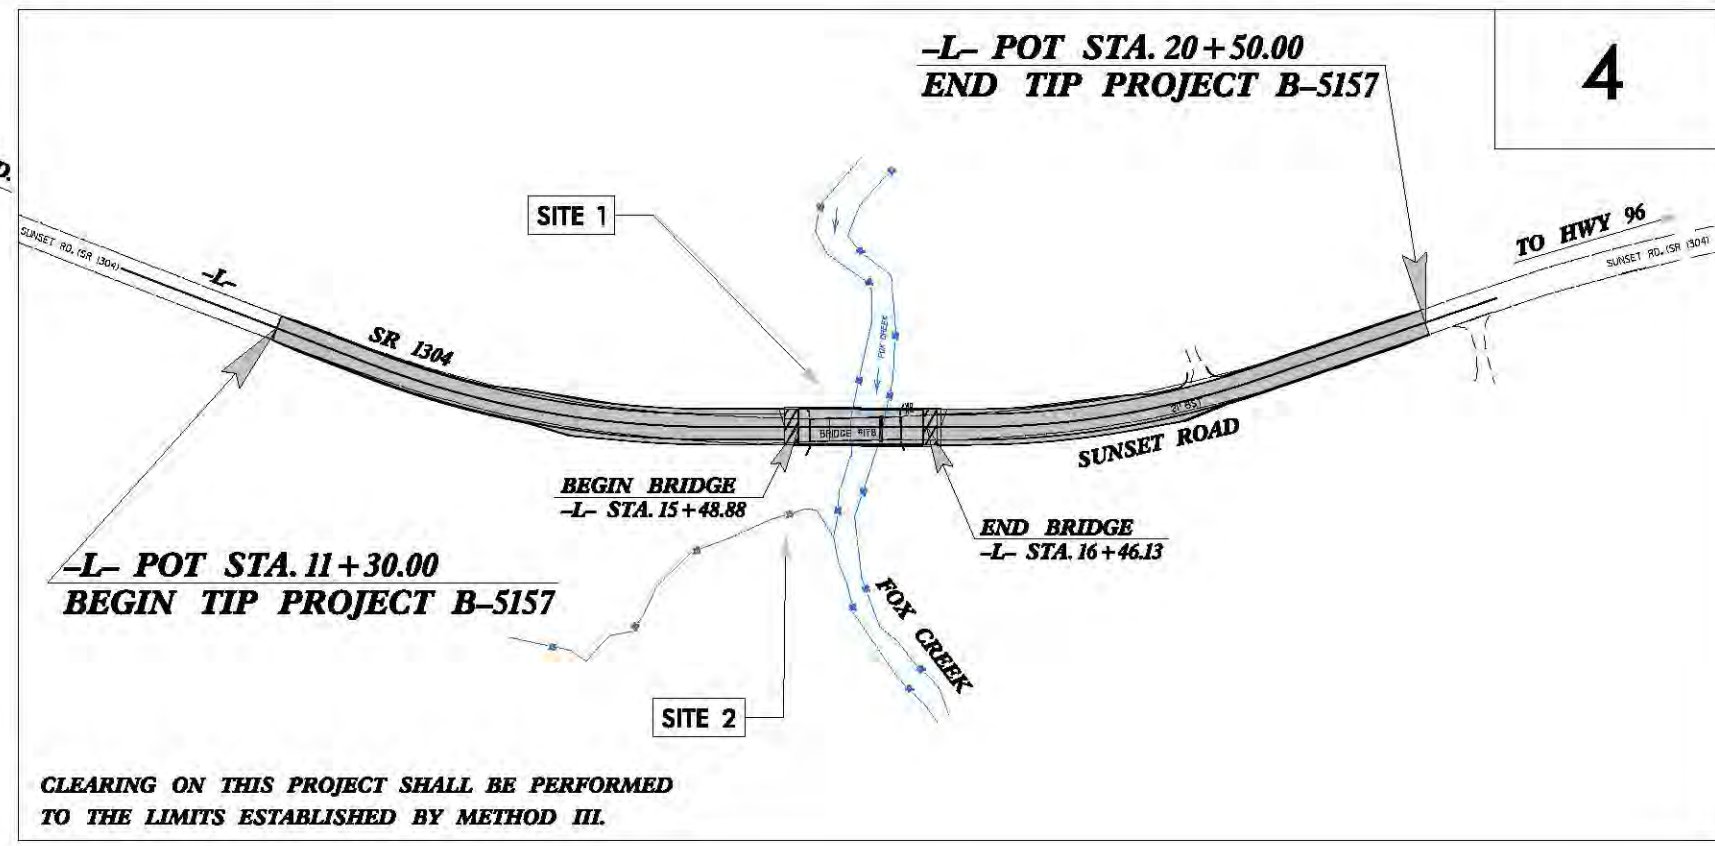 -L- POT STA. 20+50.00
END TIP PROJECT B-5157
4
D.
SITE 1
TO HWY 96
SUNSET RD. (SR 1304)
SUNSET RD. (SR 1304)
-L-
SR 1304
FOX CREEK
21' BST
SUNSET ROAD
BEGIN BRIDGE
-L- STA. 15+48.88
END BRIDGE
-L- STA. 16+46.13
-L- POT STA. 11+30.00
BEGIN TIP PROJECT B-5157
FOX CREEK
SITE 2
CLEARING ON THIS PROJECT SHALL BE PERFORMED
TO THE LIMITS ESTABLISHED BY METHOD III.